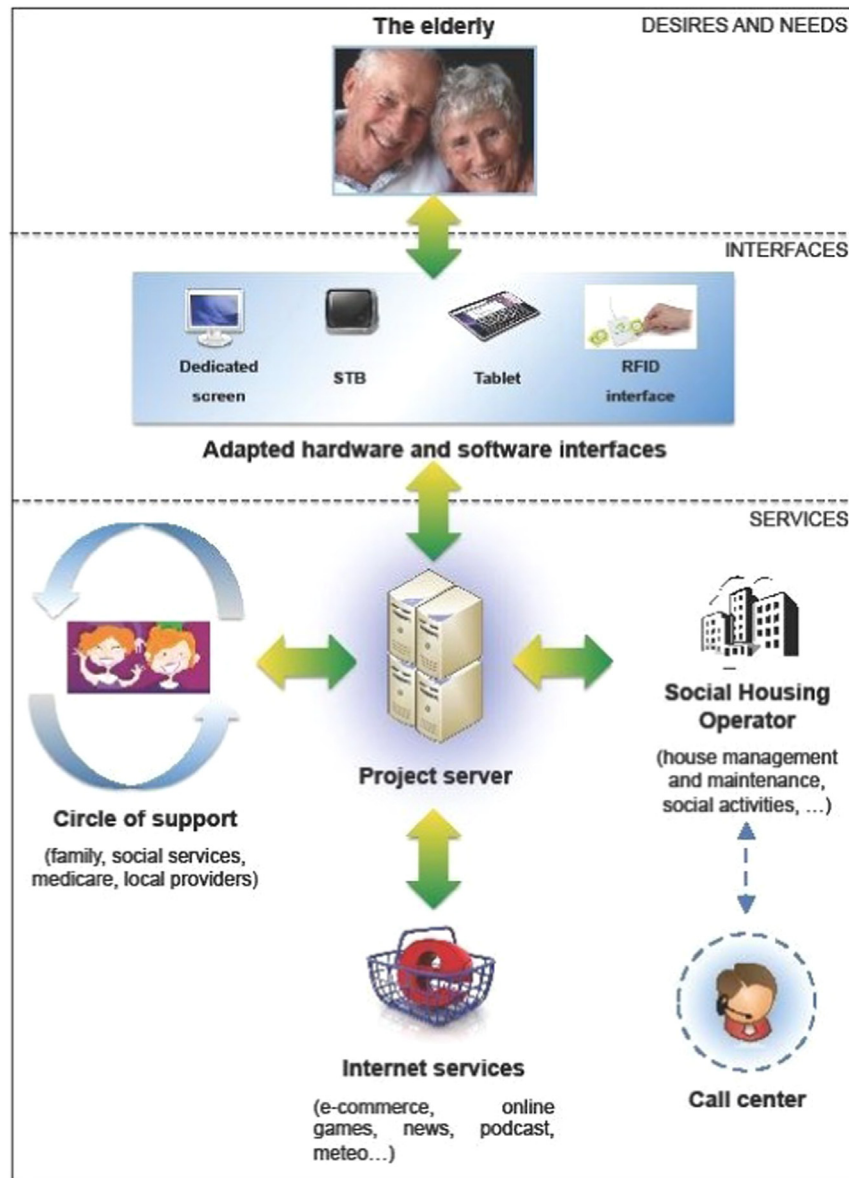 The elderly
DESIRES AND NEEDS
INTERFACES
Dedicated
screen
STB
Tablet
RFID
interface
Adapted hardware and software interfaces
SERVICES
Project server
Circle of support
(family, social services,
medicare, local providers)
Social Housing
Operator
(house management
and maintenance,
social activities, ...)
Internet services
(e-commerce, online
games, news, podcast,
meteo...)
Call center